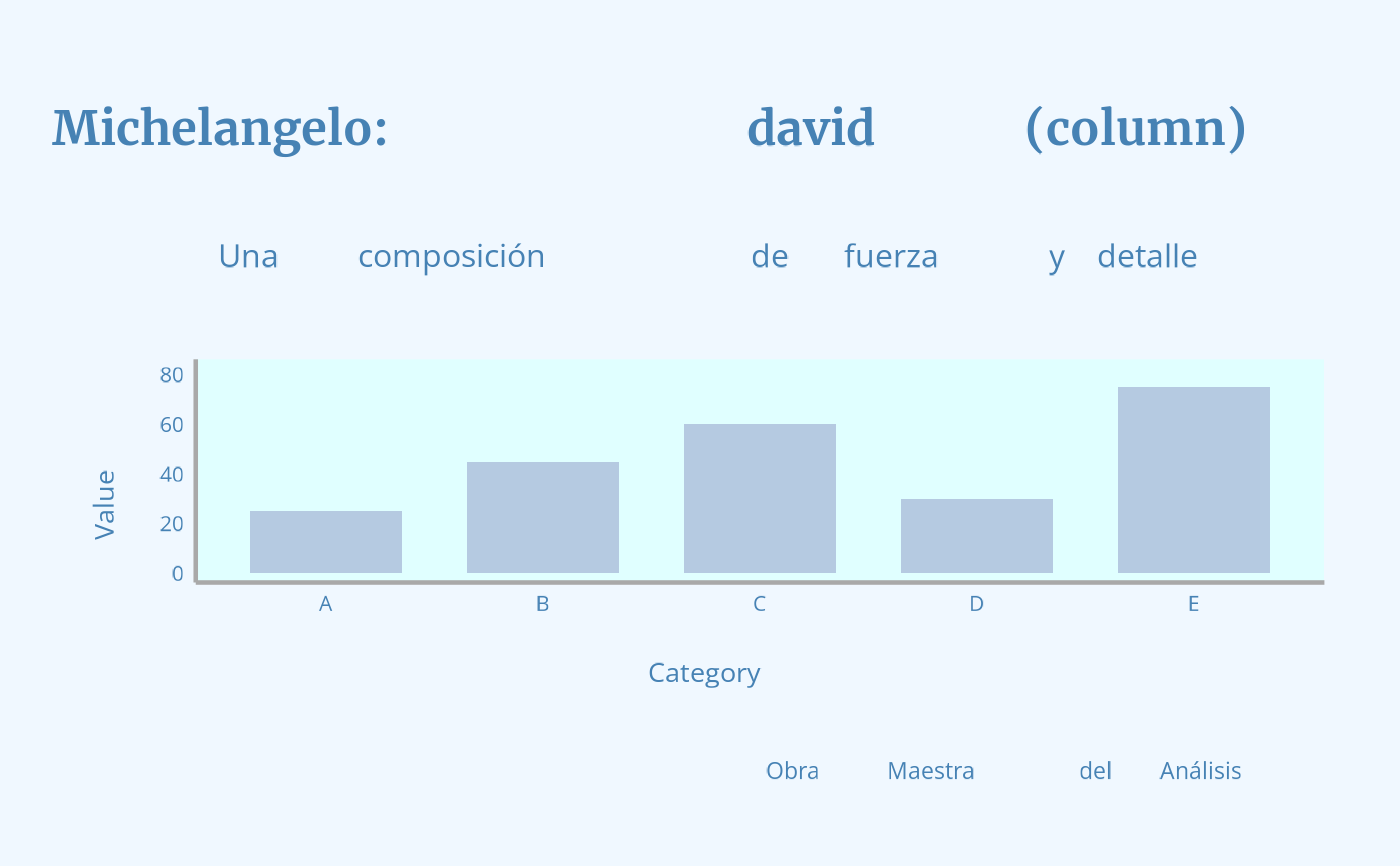 Michelangelo: david (column)
Una composición de fuerza y detalle
80
60
40
20
0
Value
A B C D E
Category
Obra Maestra del Análisis